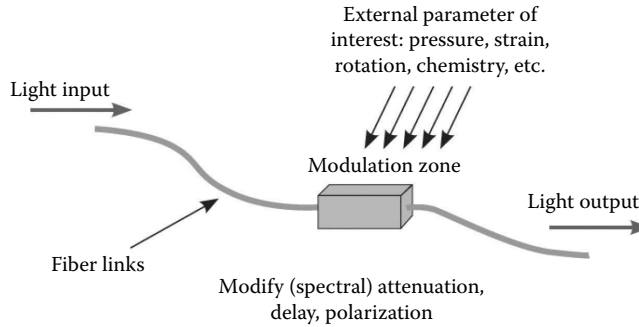 External parameter of
interest: pressure, strain,
rotation, chemistry, etc.
Light input
Modulation zone
Light output
Fiber links
Modify (spectral) attenuation,
delay, polarization